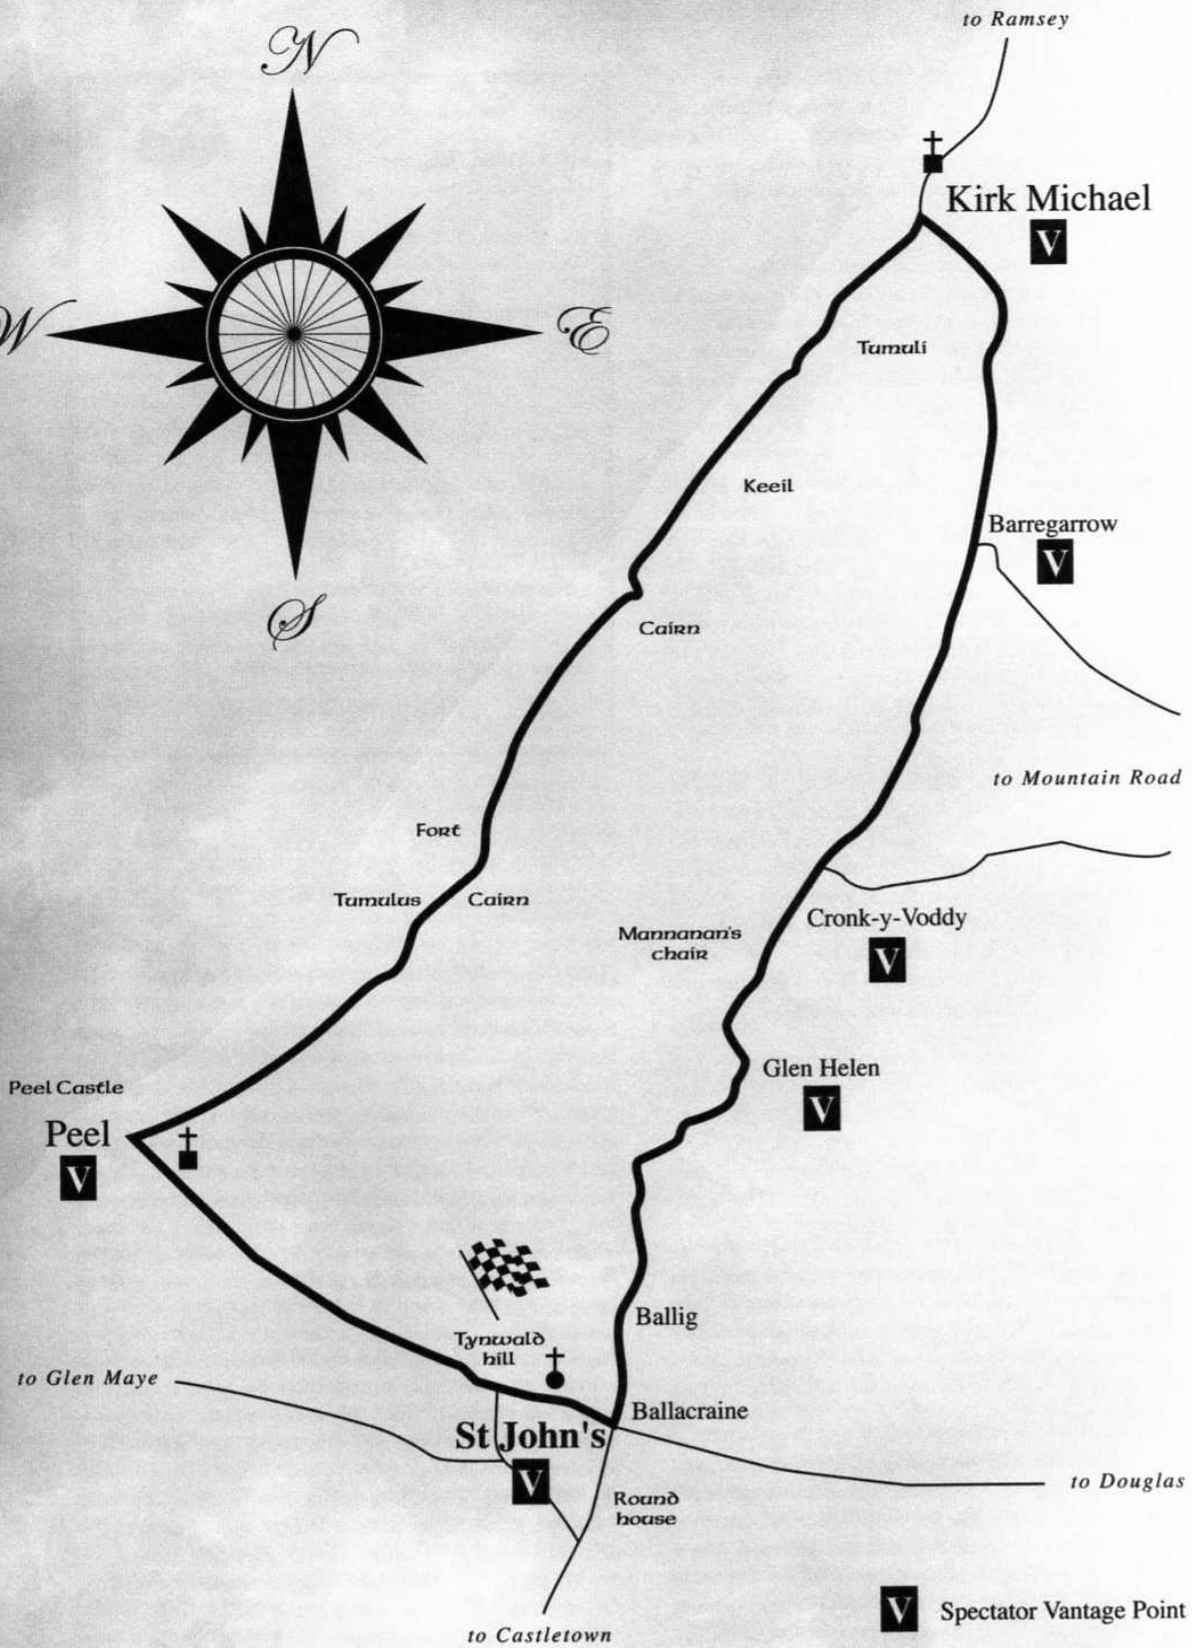 to Ramsey
N
Kirk Michael
V
W
E
Tumuli
Keeil
Barregarrow
V
S
Cairn
to Mountain Road
Fort
Tumulus
Cairn
Cronk-y-Voddy
V
Mannanan's
chair
Glen Helen
V
Peel Castle
Peel
V
Ballig
Tynwald
hill
to Glen Maye
Ballacraine
St John's
V
to Douglas
Round
house
V Spectator Vantage Point
to Castletown